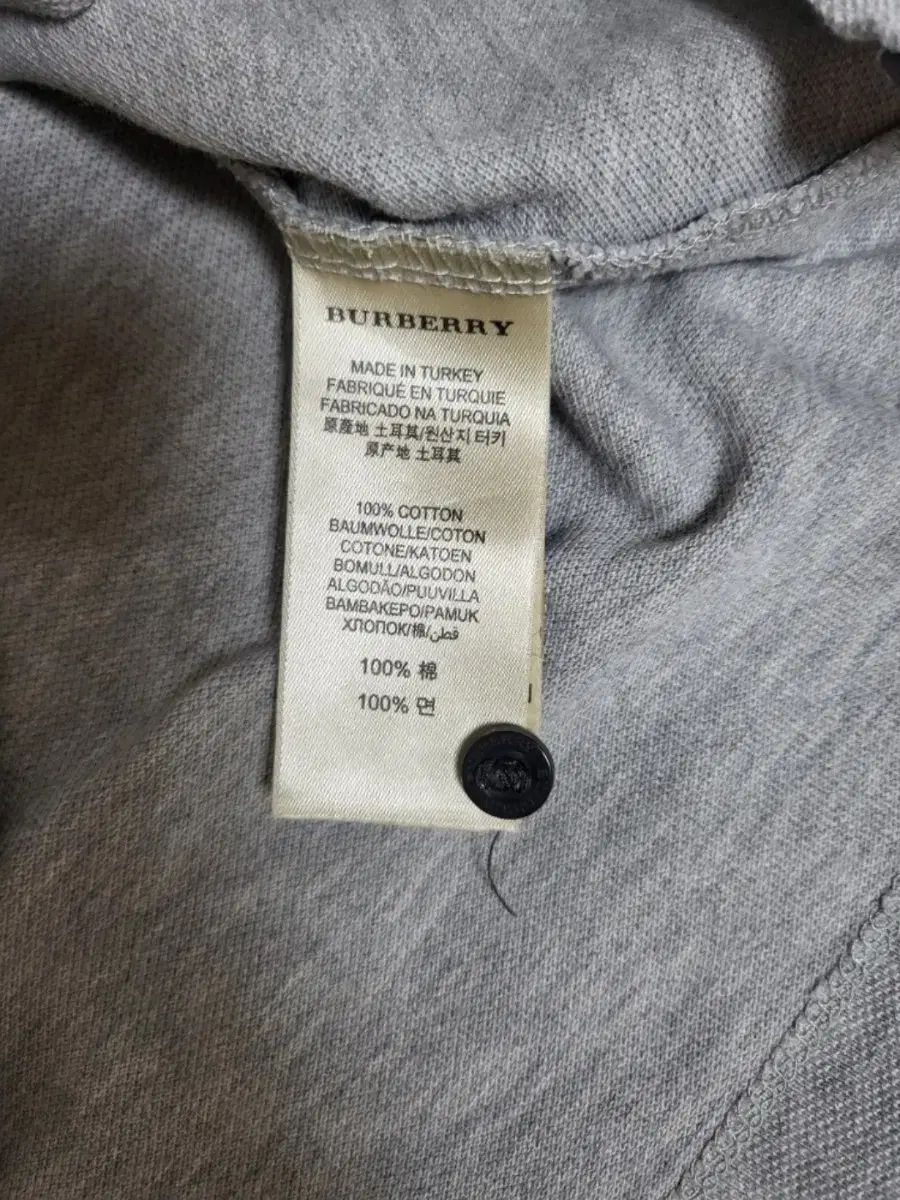 BURBERRY
MADE IN TURKEY
FABRIQUÉ EN TURQUIE
FABRICADO NA TURQUIA
原產地 土耳其/원산지 터키
原产地 土耳其
100% COTTON
BAUMWOLLE/COTON
COTONE/KATOEN
BOMULL/ALGODON
ALGODÃO/PUUVILLA
ΒΑΜΒΑΚΕΡΟ/PAMUK
ХЛОПОК/棉/قطن
100% 棉
100% 면